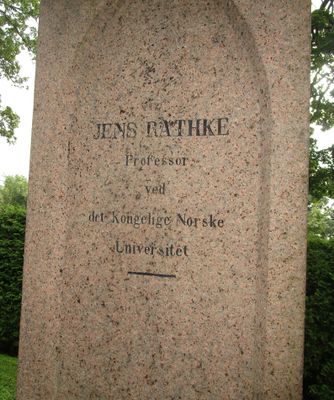 JENS RATHKE
Professor
ved
det Kongelige Norske
Universitet